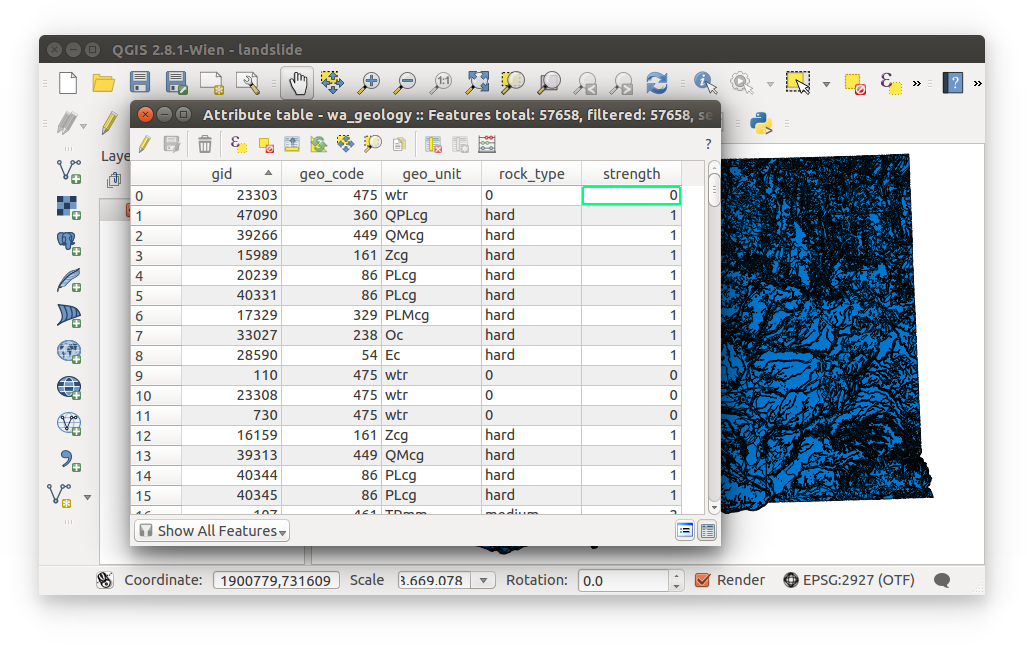 QGIS 2.8.1-Wien - landslide
Attribute table - wa_geology :: Features total: 57658, filtered: 57658, se
Laye
?
gid geo_code geo_unit rock_type strength
0 23303 475 wtr 0 0
1 47090 360 QPLcg hard 1
2 39266 449 QMcg hard 1
3 15989 161 Zcg hard 1
4 20239 86 PLcg hard 1
5 40331 86 PLcg hard 1
6 17329 329 PLMcg hard 1
7 33027 238 Oc hard 1
8 28590 54 Ec hard 1
9 110 475 wtr 0 0
10 23308 475 wtr 0 0
11 730 475 wtr 0 0
12 16159 161 Zcg hard 1
13 39313 449 QMcg hard 1
14 40344 86 PLcg hard 1
15 40345 86 PLcg hard 1
Show All Features
Coordinate: 1900779,731609 Scale 3.669.078 Rotation: 0.0 Render EPSG:2927 (OTF)